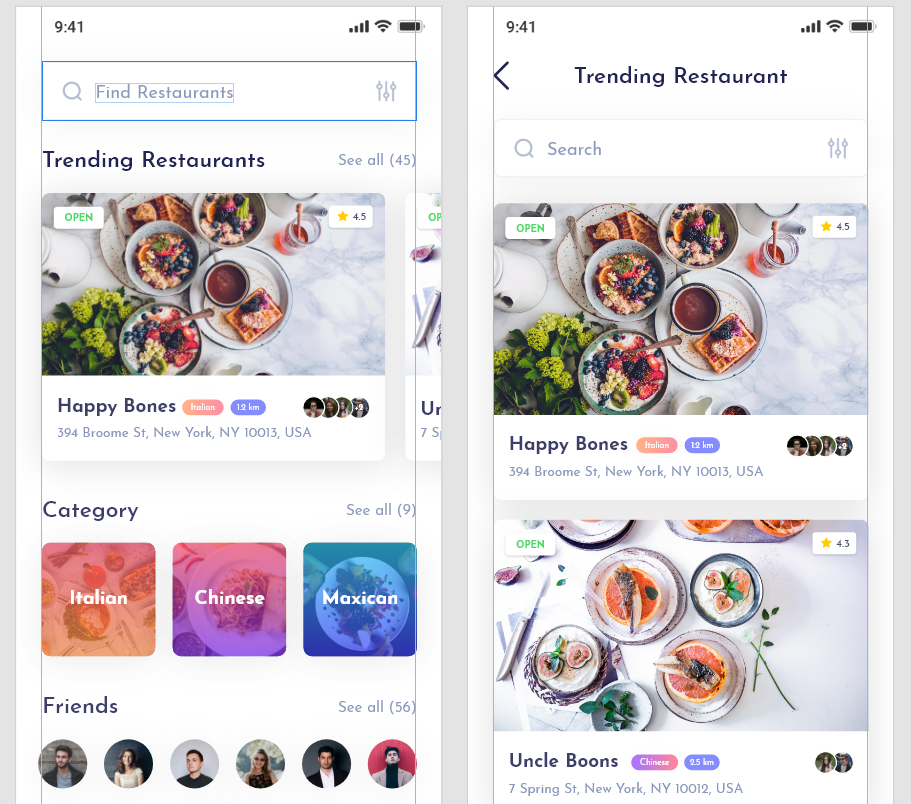 9:41
Find Restaurants
Trending Restaurants
See all (45)
OPEN
4.5
OP
Happy Bones
Italian
1.2 km
+2
394 Broome St, New York, NY 10013, USA
Un
7 Sp
Category
See all (9)
Italian
Chinese
Maxican
Friends
See all (56)
9:41
Trending Restaurant
Search
OPEN
4.5
Happy Bones
Italian
1.2 km
+2
394 Broome St, New York, NY 10013, USA
OPEN
4.3
Uncle Boons
Chinese
2.5 km
7 Spring St, New York, NY 10012, USA